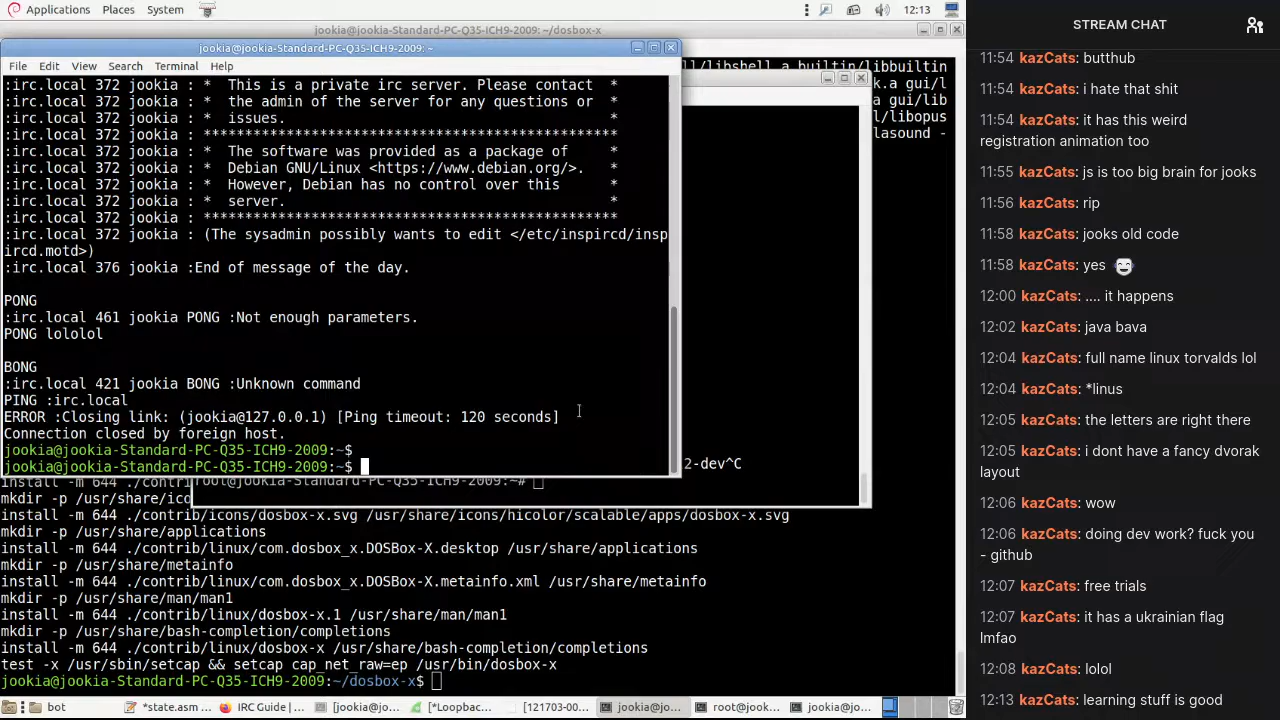 Applications Places System 12:13
jookia@jookia-Standard-PC-Q35-ICH9-2009: ~/dosbox-x
jookia@jookia-Standard-PC-Q35-ICH9-2009: ~
File Edit View Search Terminal Help
:irc.local 372 jookia : *  This is a private irc server. Please contact    *
:irc.local 372 jookia : *  the admin of the server for any questions or    *
:irc.local 372 jookia : *  issues.                                         *
:irc.local 372 jookia : **************************************************
:irc.local 372 jookia : *  The software was provided as a package of       *
:irc.local 372 jookia : *  Debian GNU/Linux <https://www.debian.org/>.     *
:irc.local 372 jookia : *  However, Debian has no control over this        *
:irc.local 372 jookia : *  server.                                         *
:irc.local 372 jookia : **************************************************
:irc.local 372 jookia : (The sysadmin possibly wants to edit </etc/inspircd/insp
ircd.motd>)
:irc.local 376 jookia :End of message of the day.
PONG
:irc.local 461 jookia PONG :Not enough parameters.
PONG lololol
BONG
:irc.local 421 jookia BONG :Unknown command
PING :irc.local
ERROR :Closing link: (jookia@127.0.0.1) [Ping timeout: 120 seconds]
Connection closed by foreign host.
jookia@jookia-Standard-PC-Q35-ICH9-2009:~$
jookia@jookia-Standard-PC-Q35-ICH9-2009:~$
ll/libshell.a builtin/libbuiltin
k.a gui/l
a gui/lib
l/libopus
lasound -
2-dev^C
root@jookia-Standard-PC-Q35-ICH9-2009:~#
install -m 644 ./contri
mkdir -p /usr/share/ico
install -m 644 ./contrib/icons/dosbox-x.svg /usr/share/icons/hicolor/scalable/apps/dosbox-x.svg
mkdir -p /usr/share/applications
install -m 644 ./contrib/linux/com.dosbox_x.DOSBox-X.desktop /usr/share/applications
mkdir -p /usr/share/metainfo
install -m 644 ./contrib/linux/com.dosbox_x.DOSBox-X.metainfo.xml /usr/share/metainfo
mkdir -p /usr/share/man/man1
install -m 644 ./contrib/linux/dosbox-x.1 /usr/share/man/man1
mkdir -p /usr/share/bash-completion/completions
install -m 644 ./contrib/linux/dosbox-x /usr/share/bash-completion/completions
test -x /usr/sbin/setcap && setcap cap_net_raw=ep /usr/bin/dosbox-x
jookia@jookia-Standard-PC-Q35-ICH9-2009:~/dosbox-x$
bot *state.asm ... IRC Guide | ... [jookia@jo... [*Loopbac... [121703-00... jookia@jo... root@jook... jookia@jo...
STREAM CHAT
11:54 kazCats: butthub
11:54 kazCats: i hate that shit
11:54 kazCats: it has this weird
registration animation too
11:55 kazCats: js is too big brain for jooks
11:56 kazCats: rip
11:58 kazCats: jooks old code
11:58 kazCats: yes
12:00 kazCats: .... it happens
12:02 kazCats: java bava
12:04 kazCats: full name linux torvalds lol
12:04 kazCats: *linus
12:05 kazCats: the letters are right there
12:05 kazCats: i dont have a fancy dvorak
layout
12:06 kazCats: wow
12:06 kazCats: doing dev work? fuck you
- github
12:07 kazCats: free trials
12:07 kazCats: it has a ukrainian flag
lmfao
12:08 kazCats: lolol
12:13 kazCats: learning stuff is good